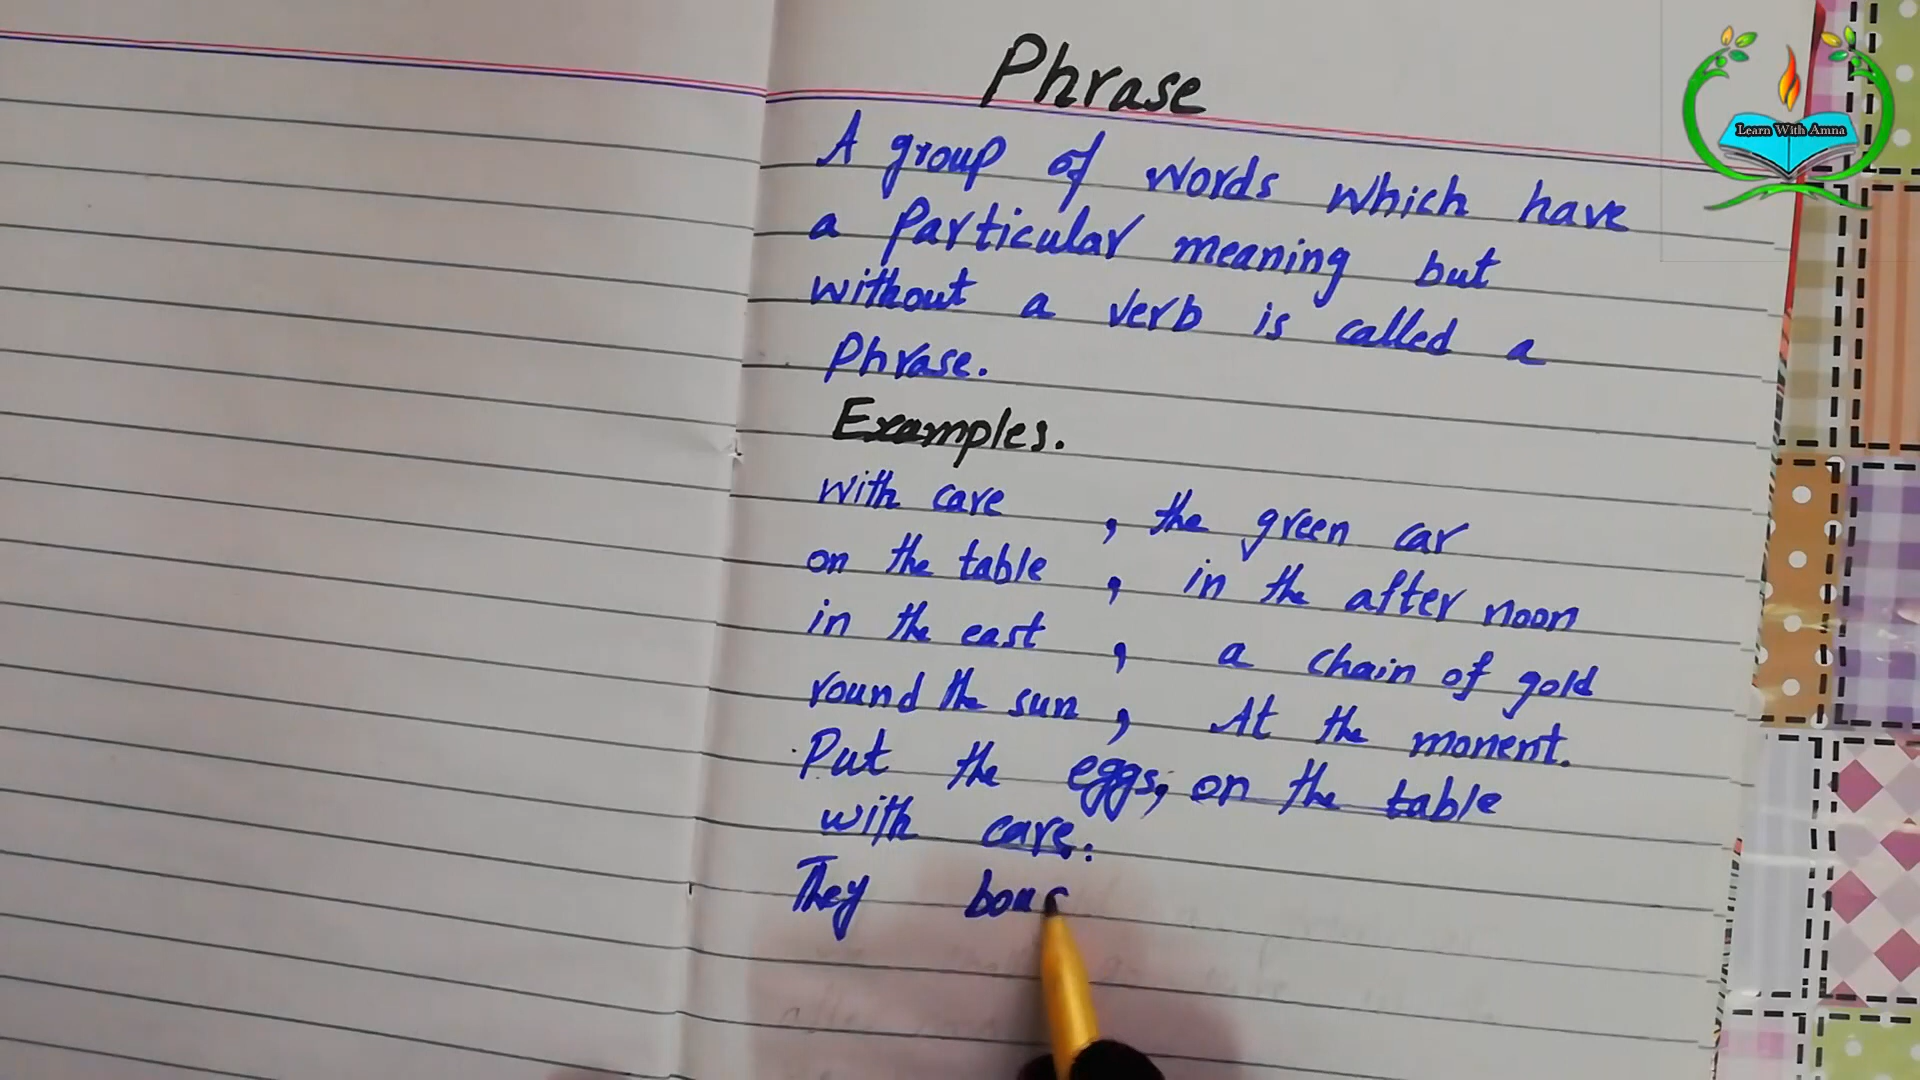 Phrase
A group of words which have
a Particular meaning but
without a verb is called a
Phrase.
Examples.
with care , the green car
on the table , in the after noon
in the east , a chain of gold
round the sun , At the moment.
Put the eggs, on the table
with care.
They
Learn With Amna